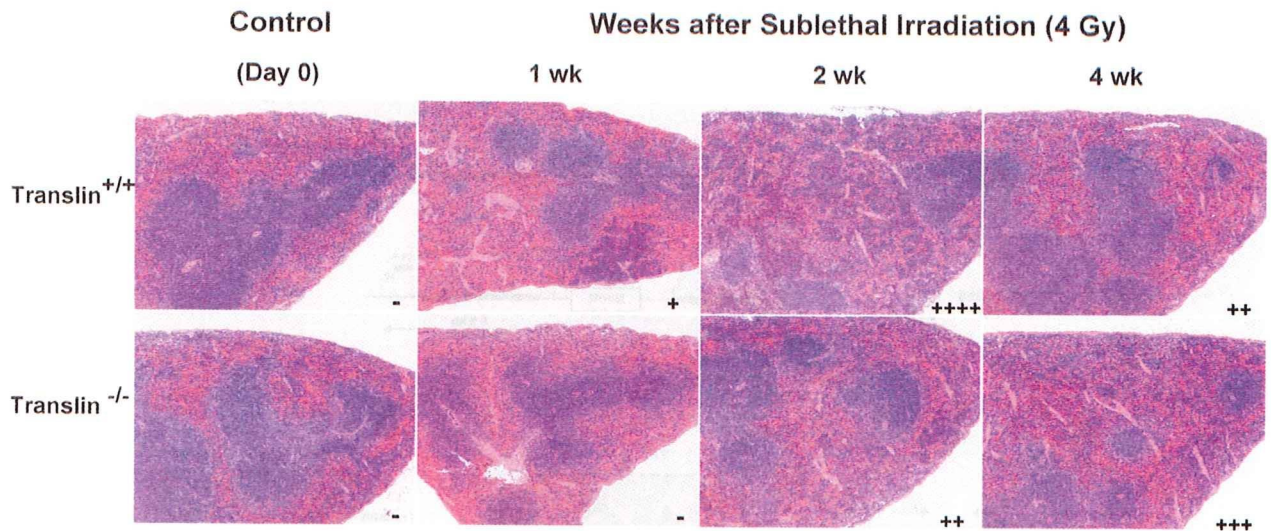 Control
Weeks after Sublethal Irradiation (4 Gy)
(Day 0)
1 wk
2 wk
4 wk
Translin+/+
-
+
++++
++
Translin -/-
-
-
++
+++